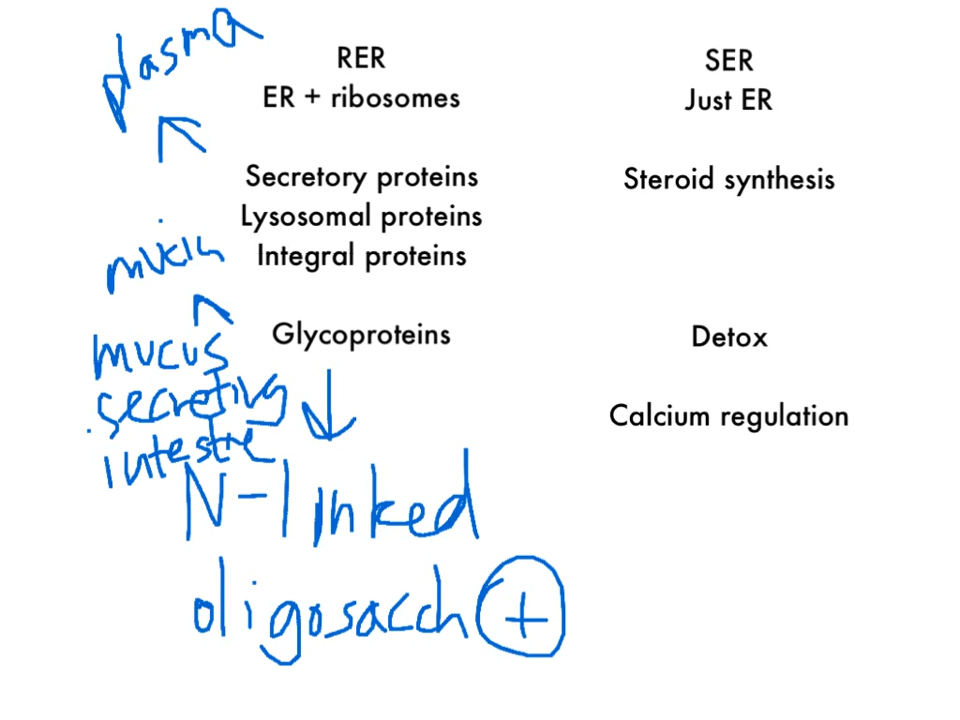 plasma
RER
SER
ER + ribosomes
Just ER
Secretory proteins
Steroid synthesis
Lysosomal proteins
mucin
Integral proteins
Glycoproteins
Detox
mucus
secreting
Calcium regulation
intestine
N-linked
oligosacch +